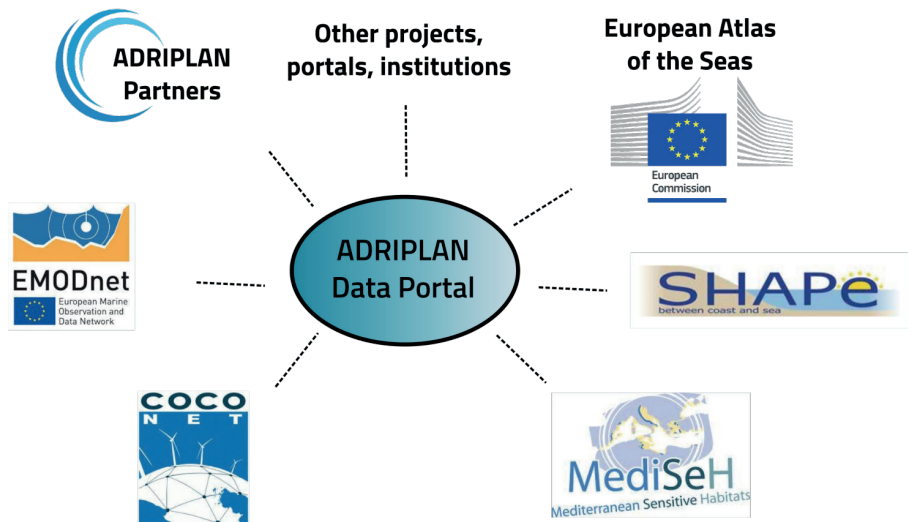 ADRIPLAN
Partners
Other projects,
portals, institutions
European Atlas
of the Seas
European
Commission
EMODnet
European Marine
Observation and
Data Network
ADRIPLAN
Data Portal
SHAPe
between coast and sea
COCO
NET
MediSeH
Mediterranean Sensitive Habitats